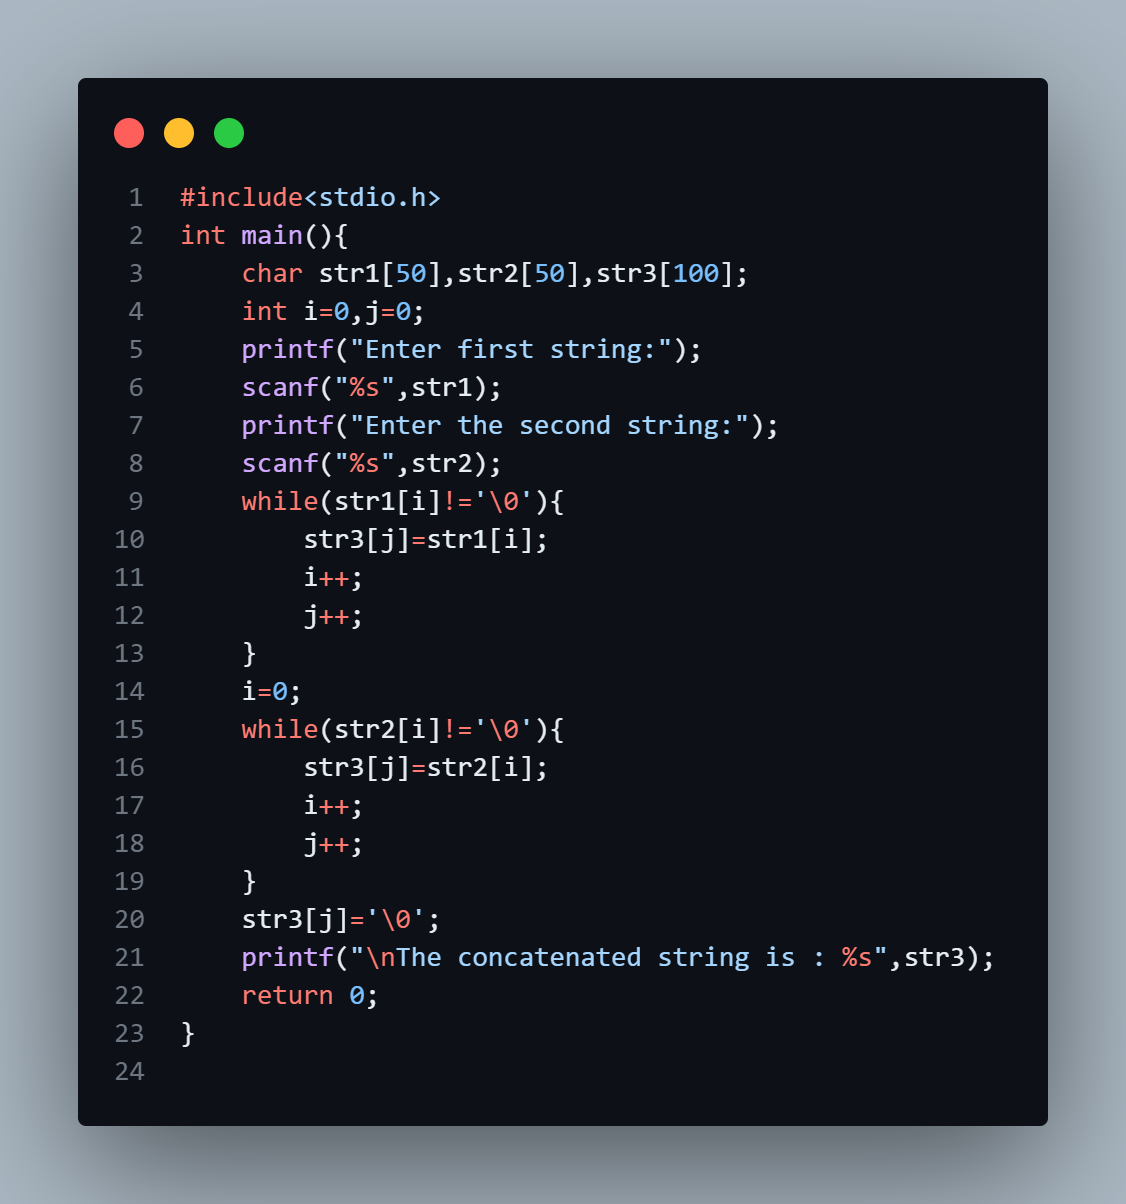 1 #include<stdio.h>
2 int main(){
3     char str1[50],str2[50],str3[100];
4     int i=0,j=0;
5     printf("Enter first string:");
6     scanf("%s",str1);
7     printf("Enter the second string:");
8     scanf("%s",str2);
9     while(str1[i]!='\0'){
10         str3[j]=str1[i];
11         i++;
12         j++;
13     }
14     i=0;
15     while(str2[i]!='\0'){
16         str3[j]=str2[i];
17         i++;
18         j++;
19     }
20     str3[j]='\0';
21     printf("\nThe concatenated string is : %s",str3);
22     return 0;
23 }
24